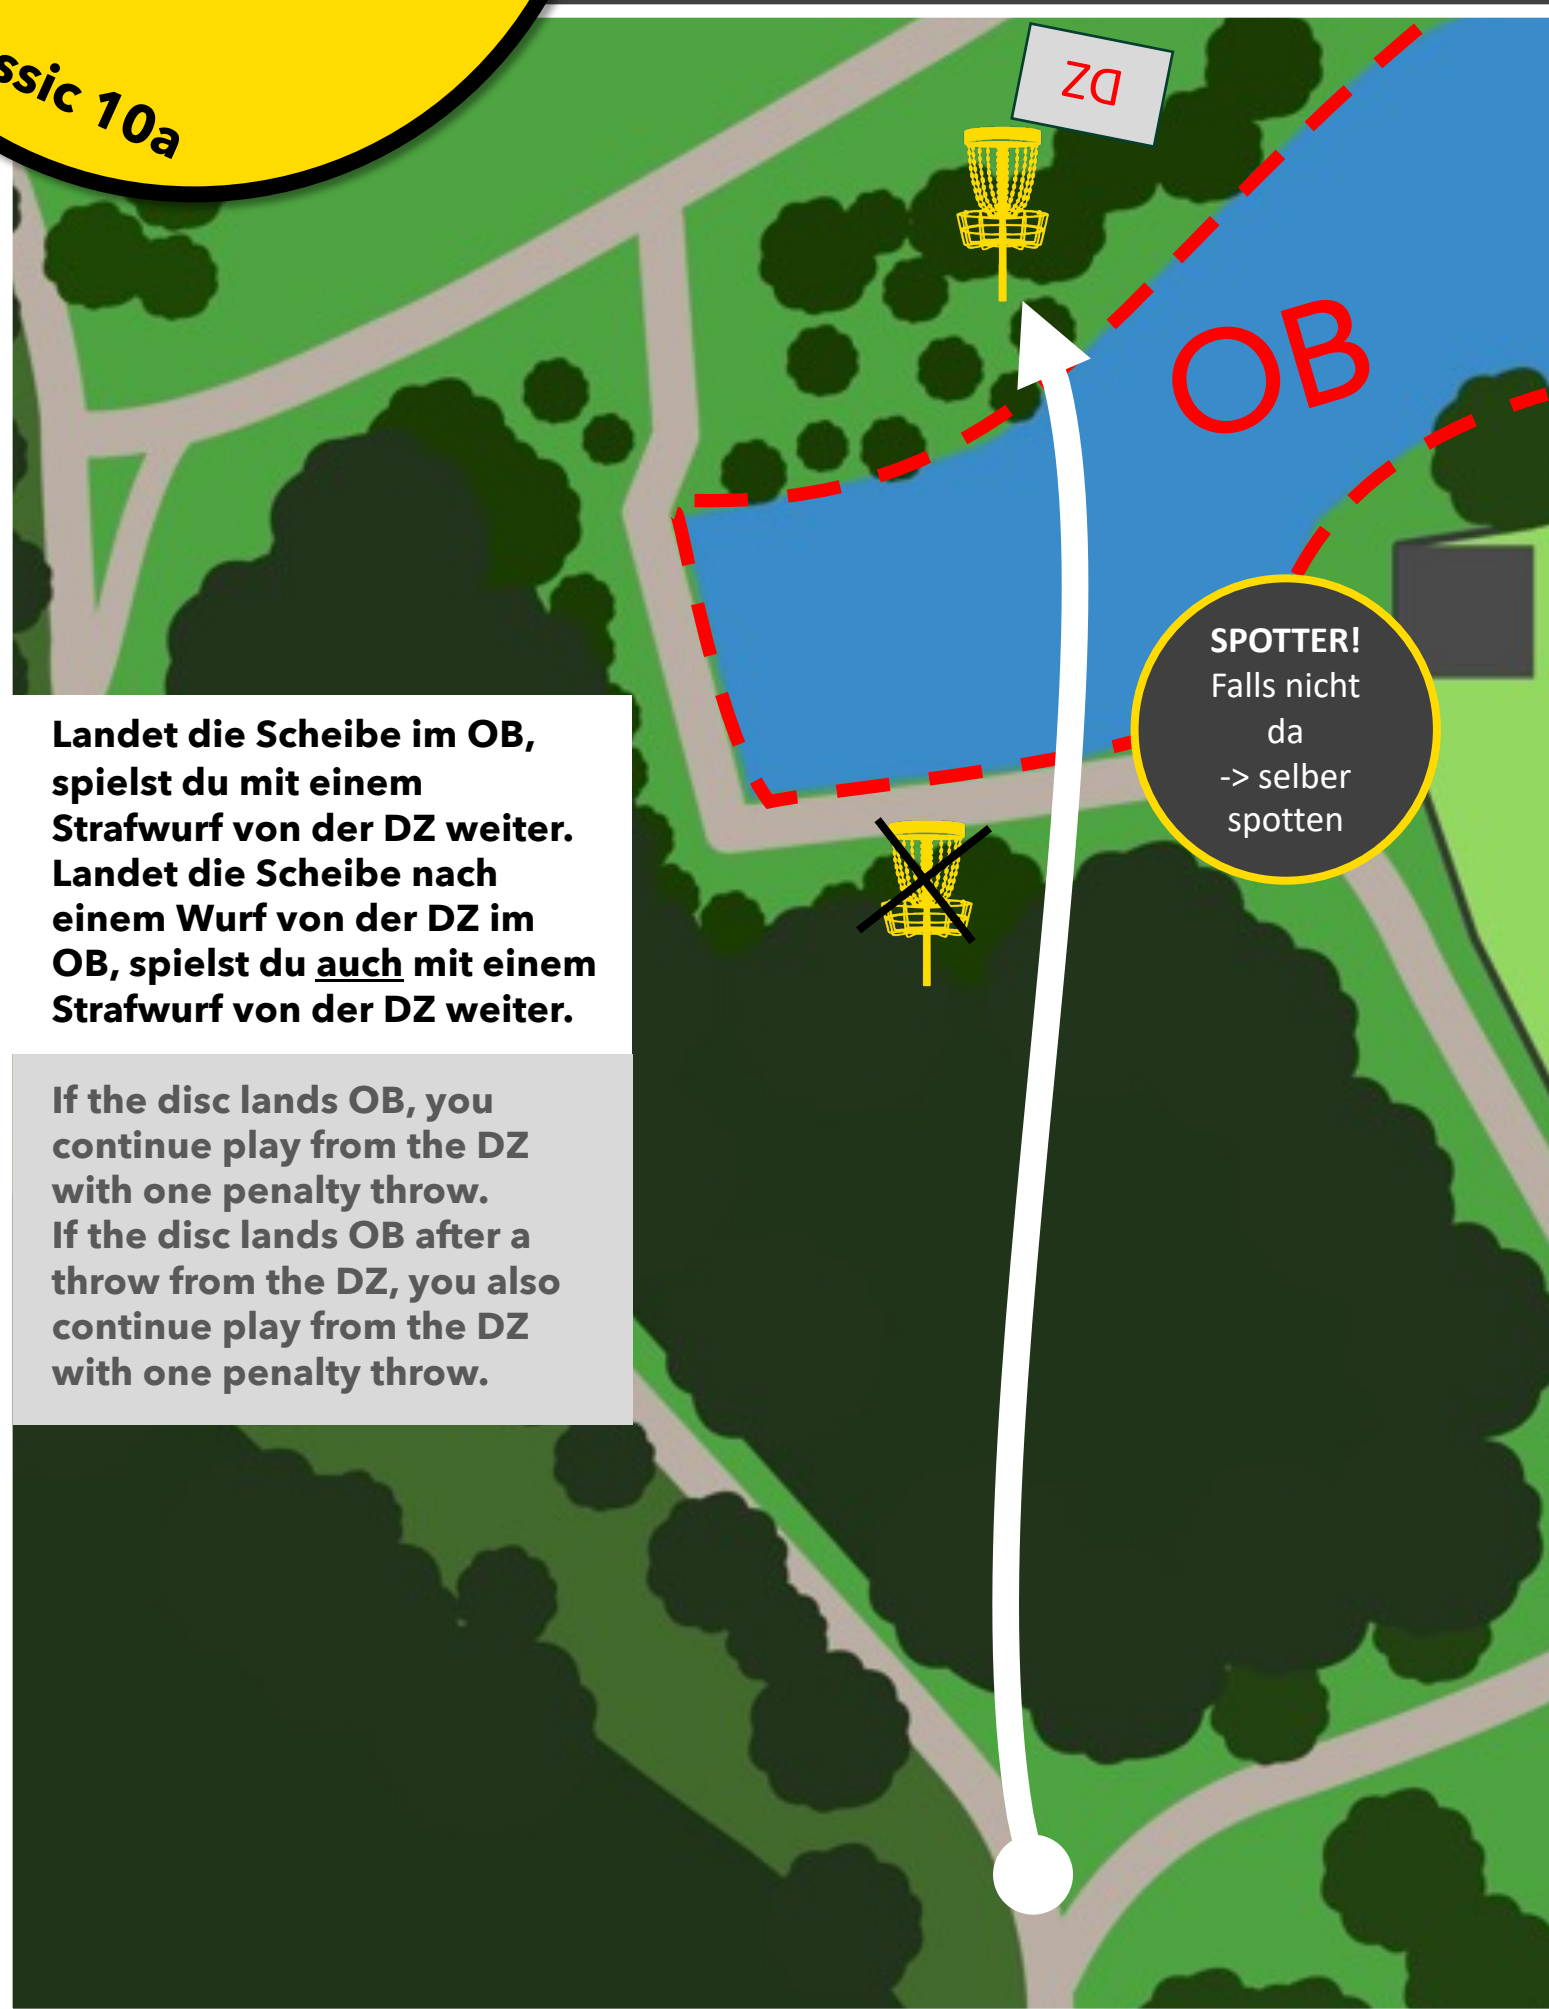 10a
DZ
OB
SPOTTER!
Falls nicht
da
-> selber
spotten
Landet die Scheibe im OB,
spielst du mit einem
Strafwurf von der DZ weiter.
Landet die Scheibe nach
einem Wurf von der DZ im
OB, spielst du auch mit einem
Strafwurf von der DZ weiter.
If the disc lands OB, you
continue play from the DZ
with one penalty throw.
If the disc lands OB after a
throw from the DZ, you also
continue play from the DZ
with one penalty throw.